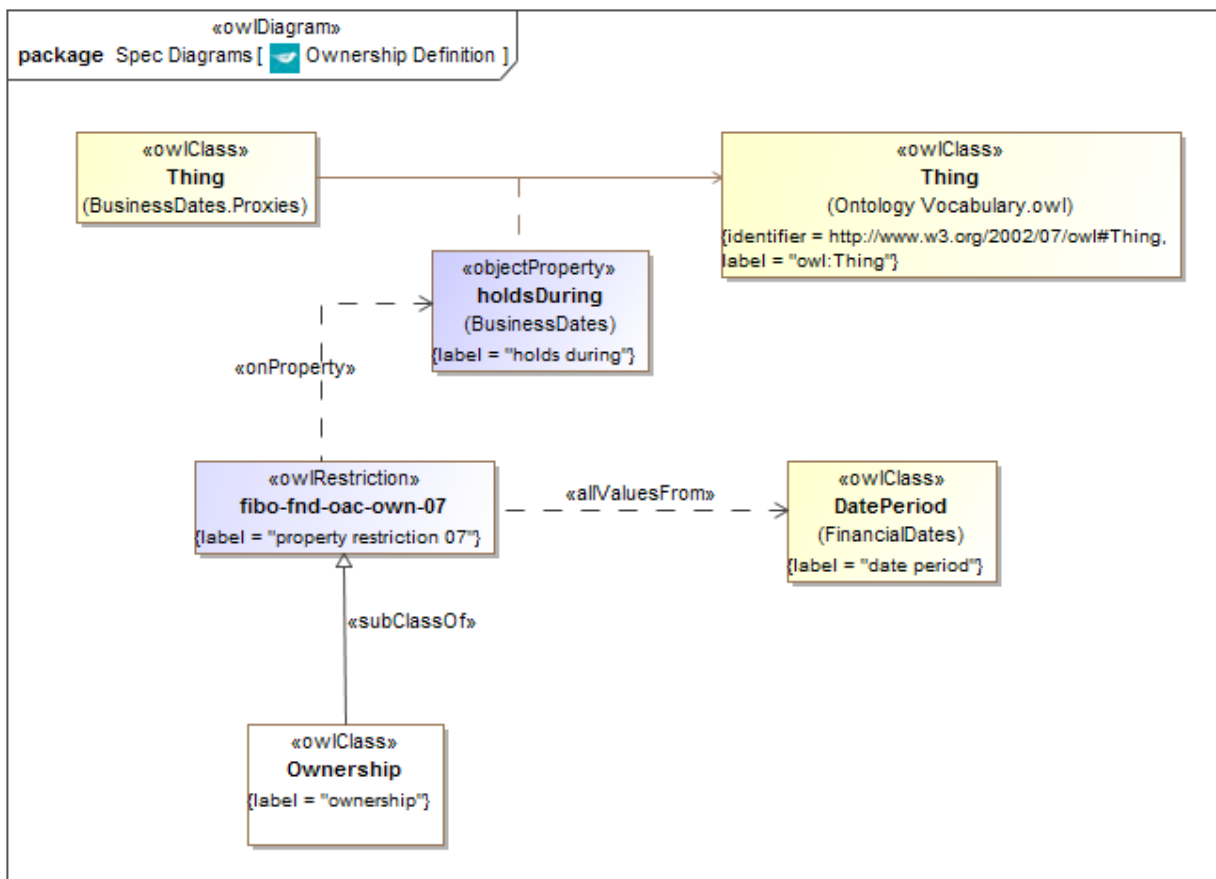 «owlDiagram»
package Spec Diagrams [ Ownership Definition ]
«owlClass»
Thing
(BusinessDates.Proxies)
«owlClass»
Thing
(Ontology Vocabulary.owl)
{identifier = http://www.w3.org/2002/07/owl#Thing,
label = "owl:Thing"}
«objectProperty»
holdsDuring
(BusinessDates)
{label = "holds during"}
«onProperty»
«owlRestriction»
fibo-fnd-oac-own-07
{label = "property restriction 07"}
«allValuesFrom»
«owlClass»
DatePeriod
(FinancialDates)
{label = "date period"}
«subClassOf»
«owlClass»
Ownership
{label = "ownership"}